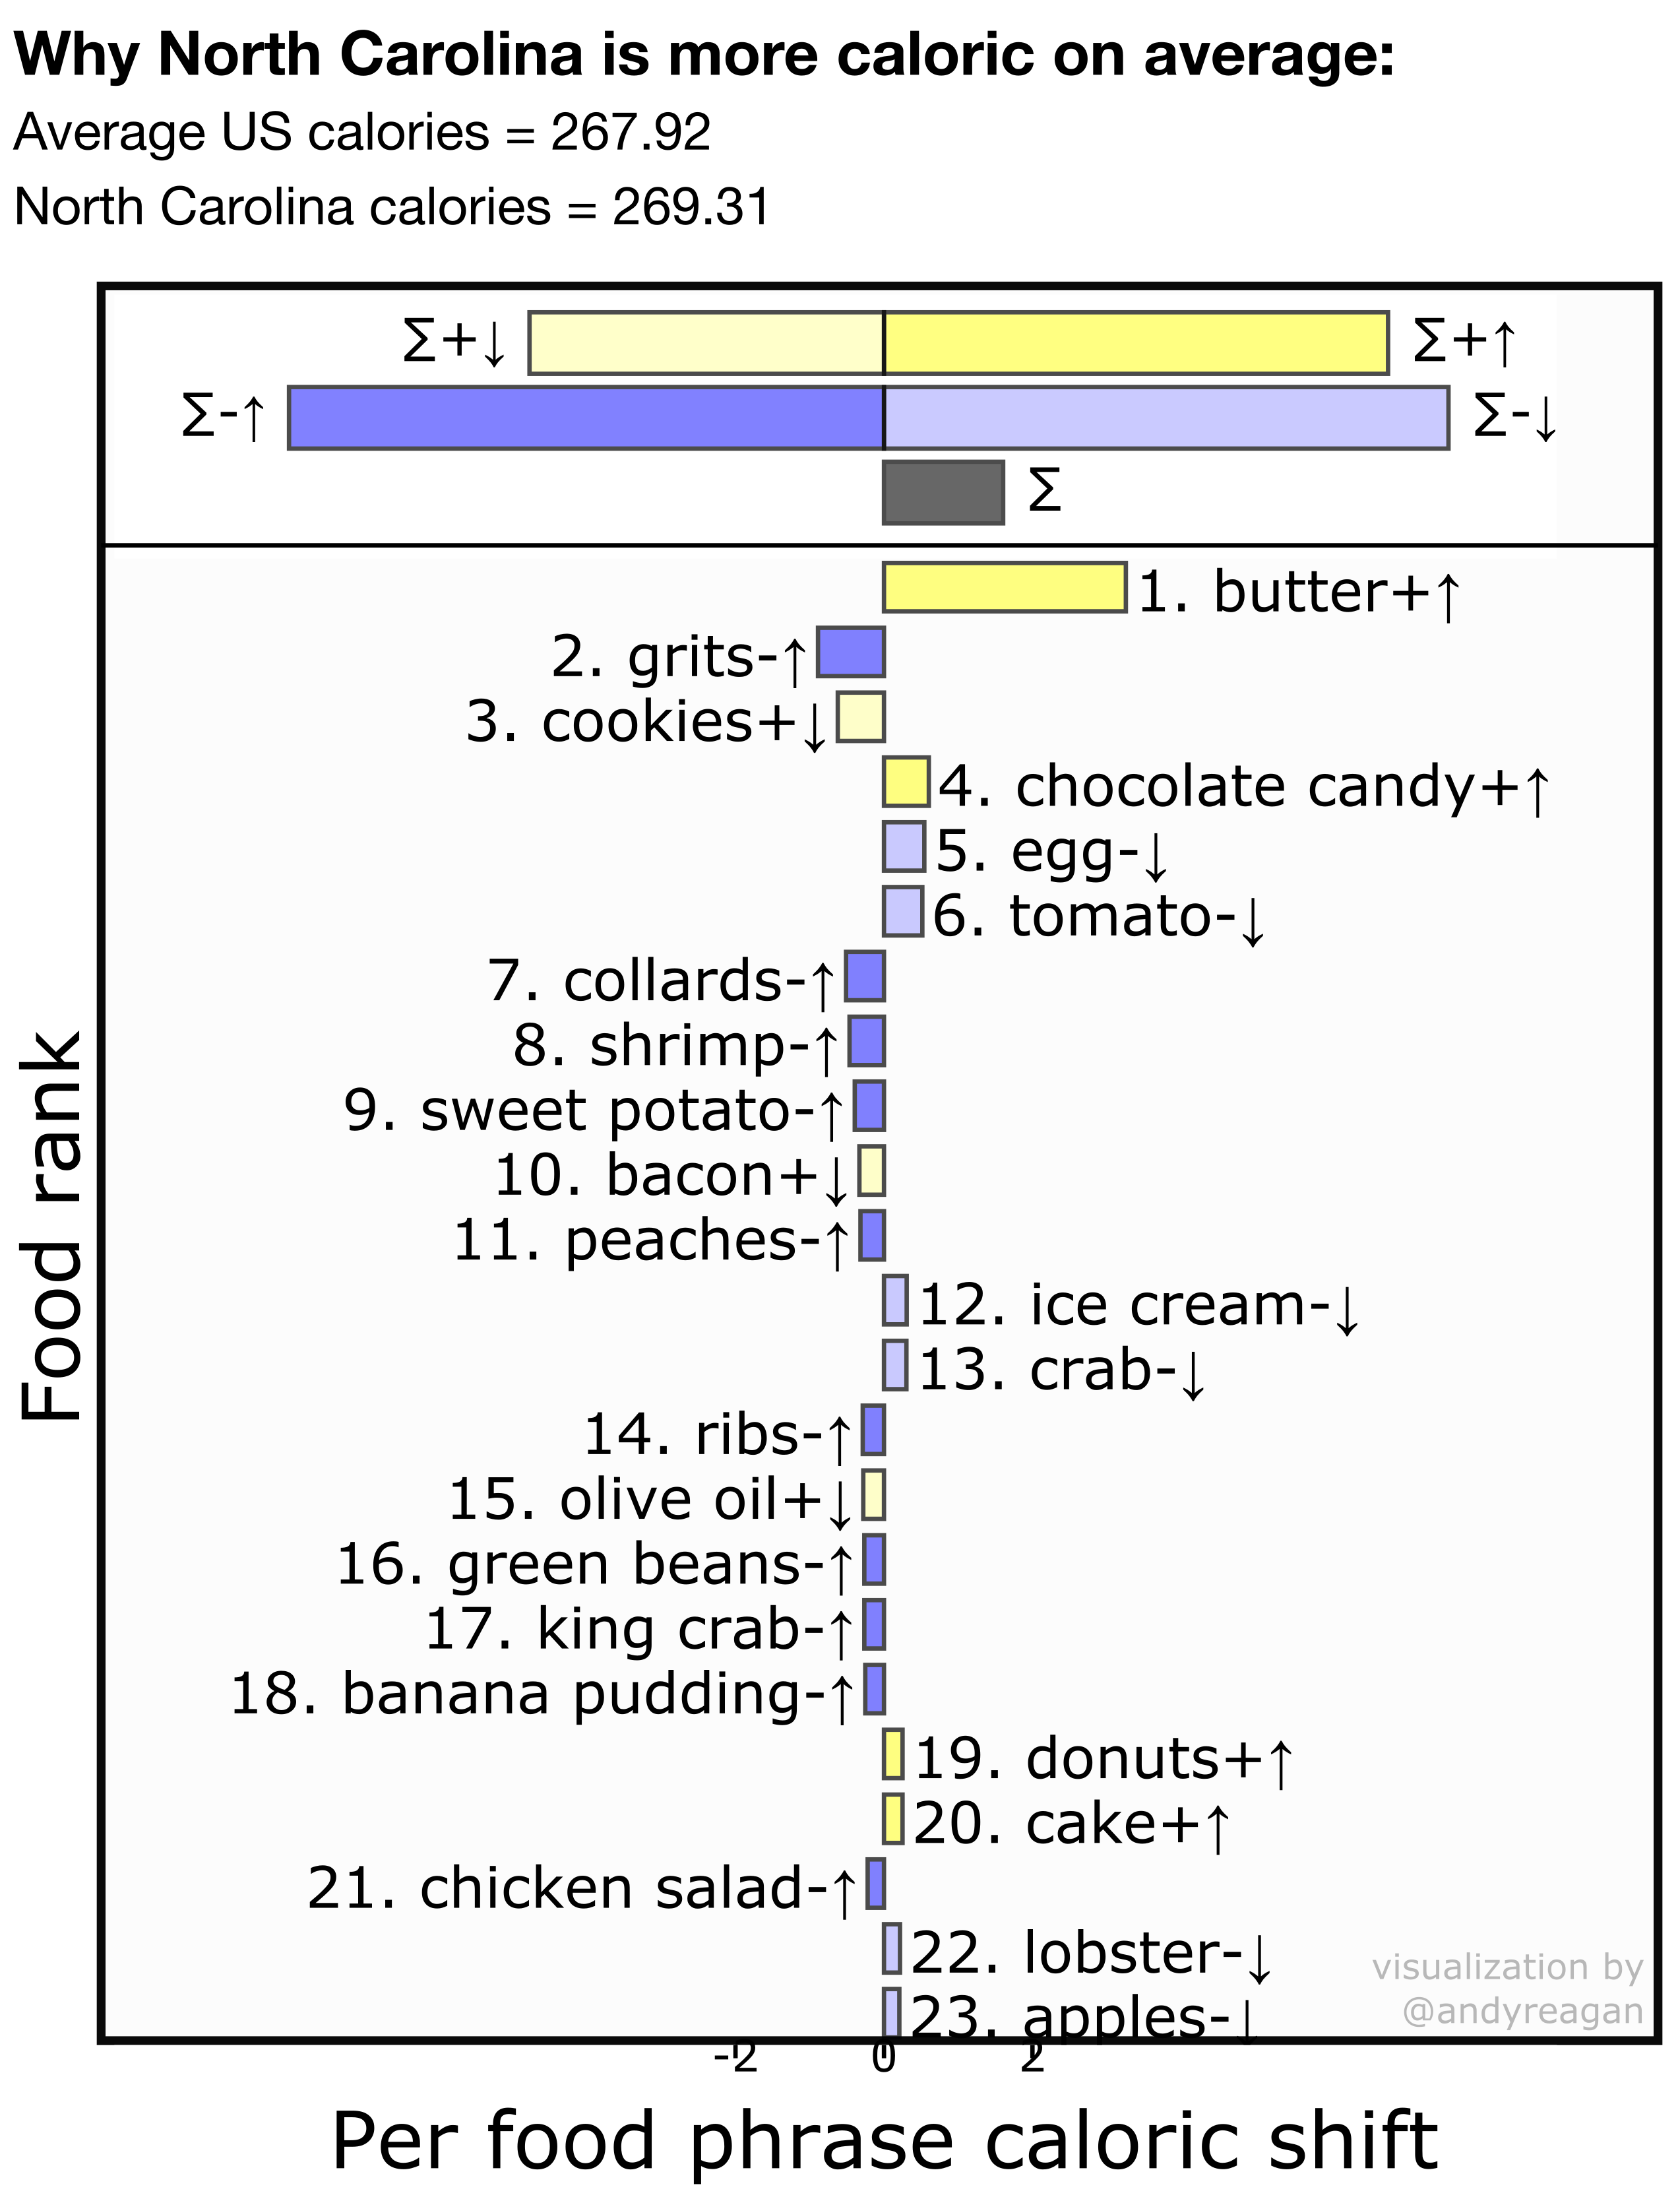 Why North Carolina is more caloric on average:
Average US calories = 267.92
North Carolina calories = 269.31
∑+↓
∑+↑
∑-↑
∑-↓
∑
1. butter+↑
2. grits-↑
3. cookies+↓
4. chocolate candy+↑
5. egg-↓
6. tomato-↓
7. collards-↑
8. shrimp-↑
9. sweet potato-↑
10. bacon+↓
11. peaches-↑
12. ice cream-↓
13. crab-↓
14. ribs-↑
15. olive oil+↓
16. green beans-↑
17. king crab-↑
18. banana pudding-↑
19. donuts+↑
20. cake+↑
21. chicken salad-↑
22. lobster-↓
23. apples-↓
visualization by
@andyreagan
Food rank
-2 0 2
Per food phrase caloric shift